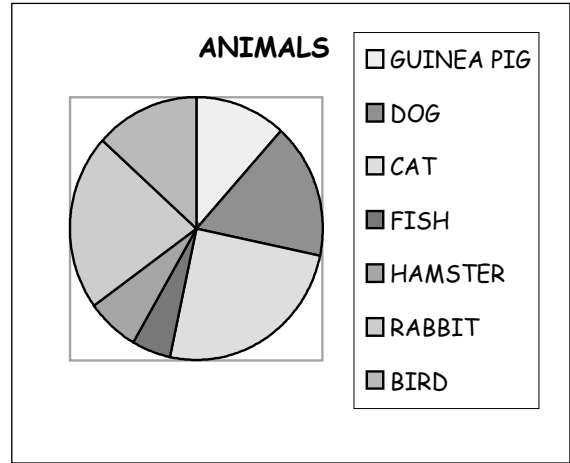 ANIMALS
GUINEA PIG
DOG
CAT
FISH
HAMSTER
RABBIT
BIRD